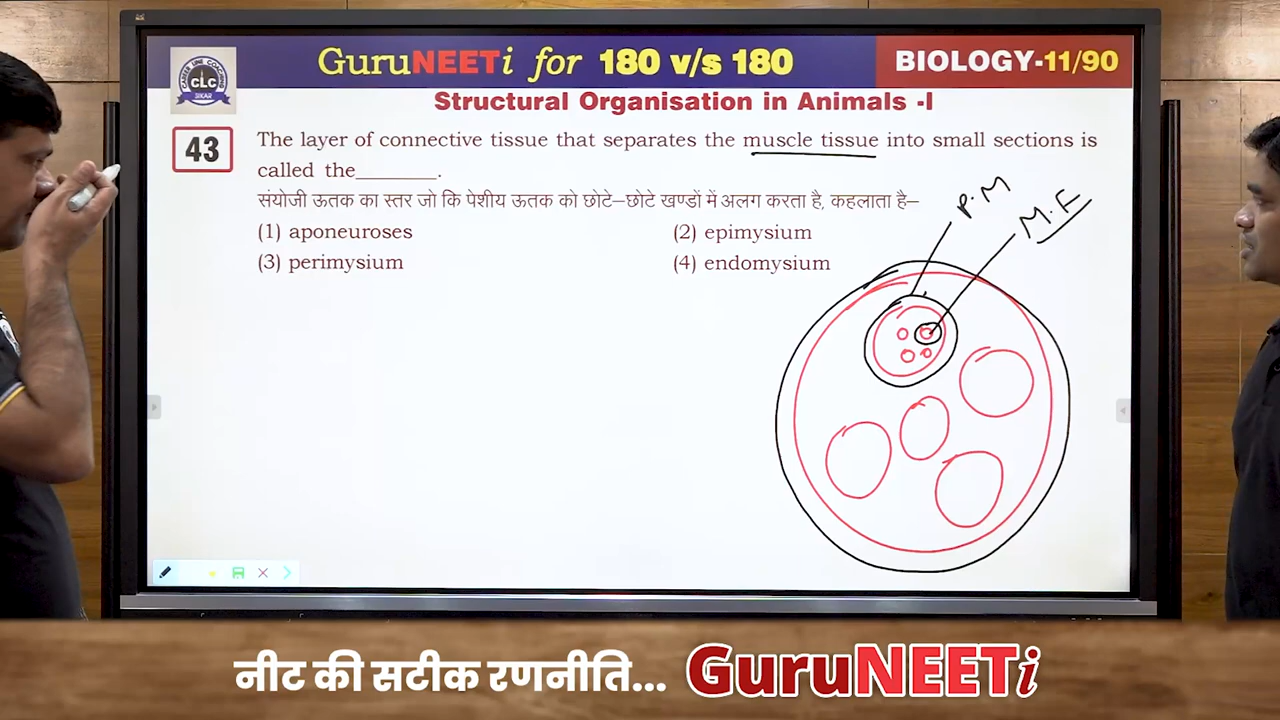 GuruNEETi for 180 v/s 180
BIOLOGY-11/90
CLC
SIKAR
Structural Organisation in Animals -I
43
The layer of connective tissue that separates the muscle tissue into small sections is
called the________.
संयोजी ऊतक का स्तर जो कि पेशीय ऊतक को छोटे–छोटे खण्डों में अलग करता है, कहलाता है–
(1) aponeuroses
(2) epimysium
(3) perimysium
(4) endomysium
P.M
M.F
नीट की सटीक रणनीति... GuruNEETi